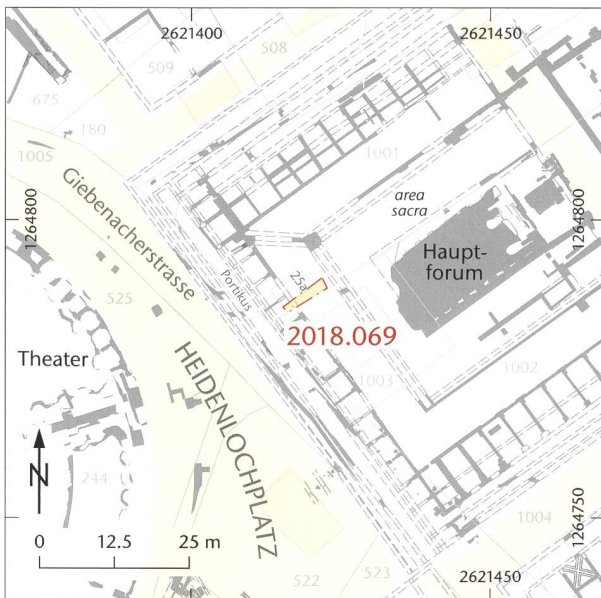 2621400
2621450
508
509
675
180
1005
1001
1264800
1264800
Giebenacherstrasse
area
sacra
Haupt-
forum
Portikus
25a
525
2018.069
Theater
HEIDENLOCHPLATZ
1003
1002
N
244
1004
1264750
0 12.5 25 m
522
523
2621450